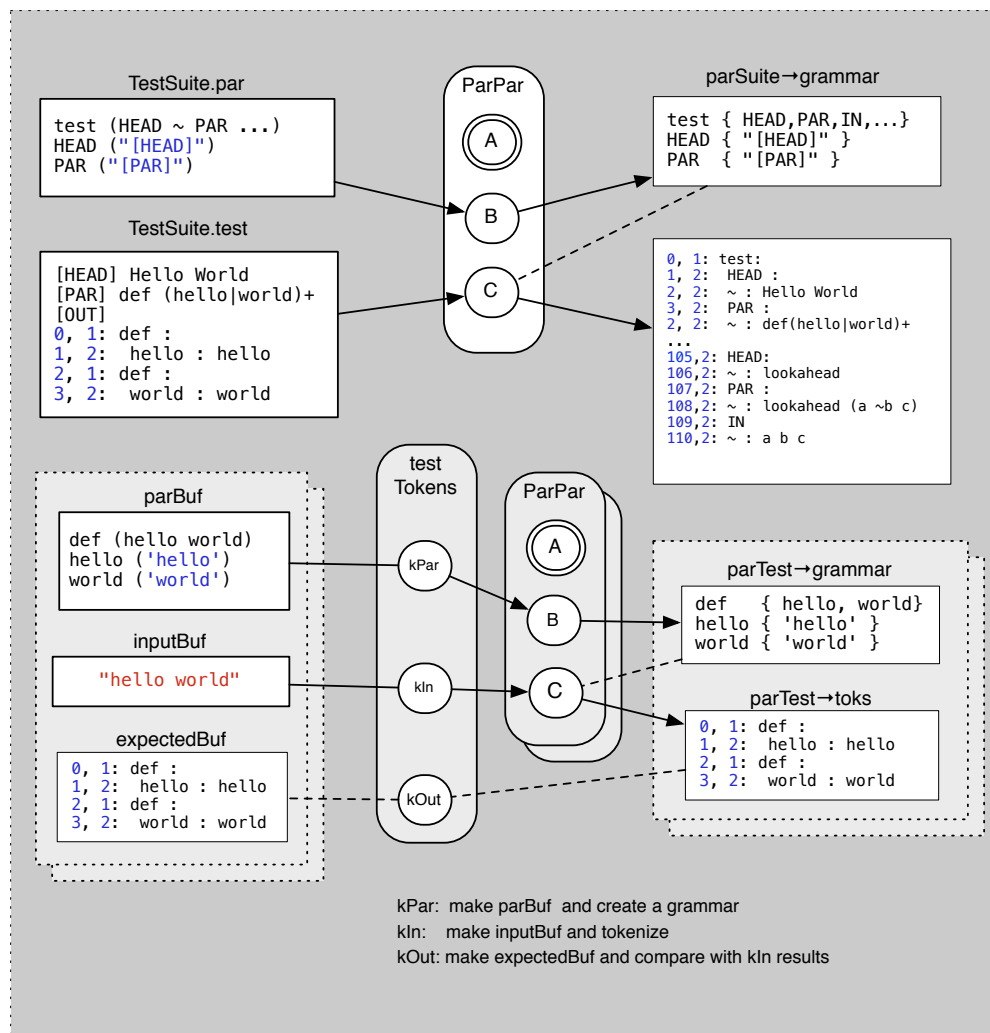 TestSuite.par
test (HEAD ~ PAR ...)
HEAD ("[HEAD]")
PAR ("[PAR]")
TestSuite.test
[HEAD] Hello World
[PAR] def (hello|world)+
[OUT]
0, 1: def :
1, 2:  hello : hello
2, 1: def :
3, 2:  world : world
ParPar
A
B
C
parSuite→grammar
test { HEAD,PAR,IN,...}
HEAD { "[HEAD]" }
PAR  { "[PAR]" }
0, 1: test:
1, 2:  HEAD :
2, 2:  ~ : Hello World
3, 2:  PAR :
2, 2:  ~ : def(hello|world)+
...
105,2: HEAD:
106,2: ~ : lookahead
107,2: PAR :
108,2: ~ : lookahead (a ~b c)
109,2: IN
110,2: ~ : a b c
parBuf
def (hello world)
hello ('hello')
world ('world')
inputBuf
"hello world"
expectedBuf
0, 1: def :
1, 2:  hello : hello
2, 1: def :
3, 2:  world : world
test
Tokens
kPar
kIn
kOut
ParPar
A
B
C
parTest→grammar
def   { hello, world}
hello { 'hello' }
world { 'world' }
parTest→toks
0, 1: def :
1, 2:  hello : hello
2, 1: def :
3, 2:  world : world
kPar:  make parBuf  and create a grammar
kIn:    make inputBuf and tokenize
kOut: make expectedBuf and compare with kIn results